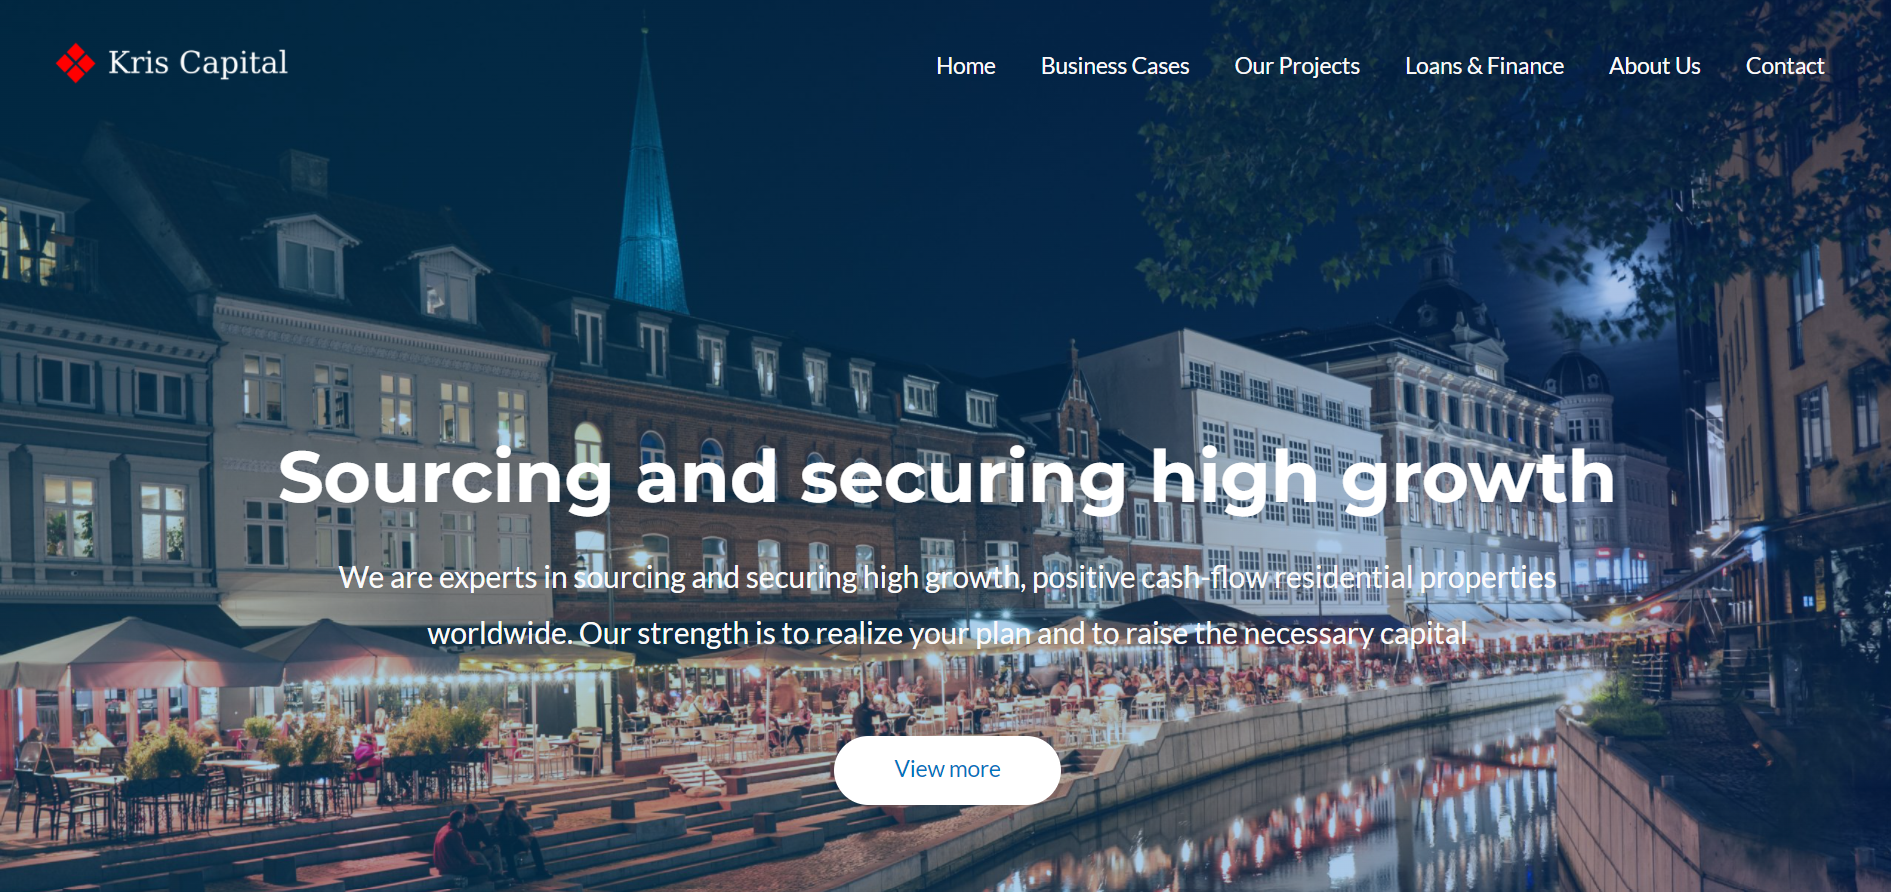 Kris Capital
Home Business Cases Our Projects Loans & Finance About Us Contact
Sourcing and securing high growth
We are experts in sourcing and securing high growth, positive cash-flow residential properties
worldwide. Our strength is to realize your plan and to raise the necessary capital
View more